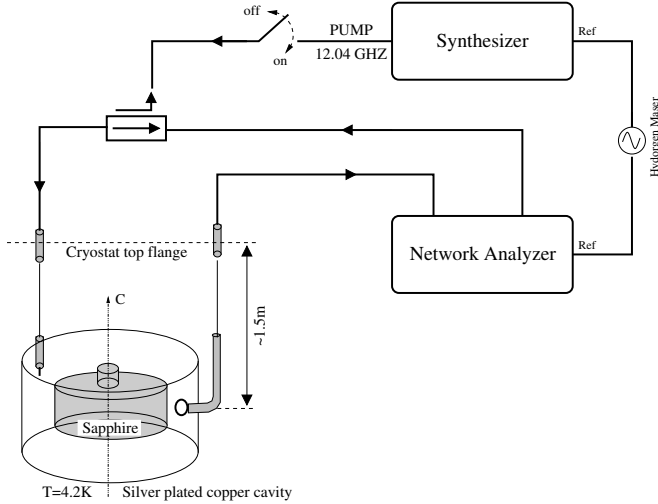 off
PUMP
Synthesizer
Ref
on
12.04 GHZ
Hydorgen Maser
Cryostat top flange
Network Analyzer
Ref
C
~1.5m
Sapphire
T=4.2K
Silver plated copper cavity